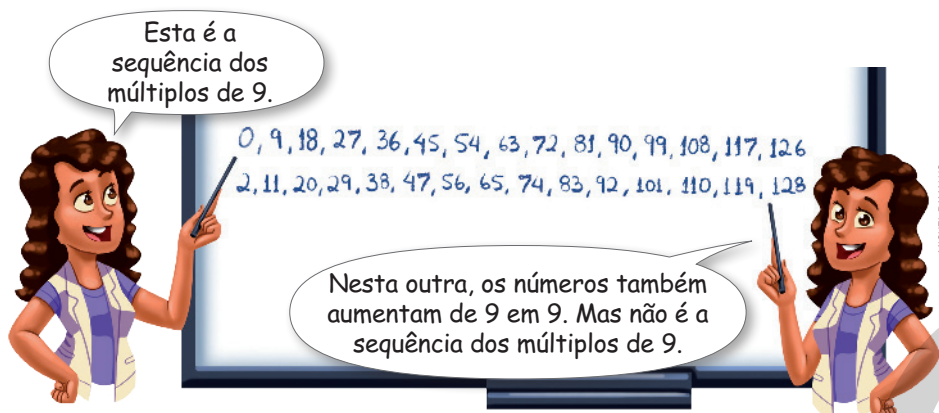 Esta é a
sequência dos
múltiplos de 9.
0, 9, 18, 27, 36, 45, 54, 63, 72, 81, 90, 99, 108, 117, 126
2, 11, 20, 29, 38, 47, 56, 65, 74, 83, 92, 101, 110, 119, 128
Nesta outra, os números também
aumentam de 9 em 9. Mas não é a
sequência dos múltiplos de 9.